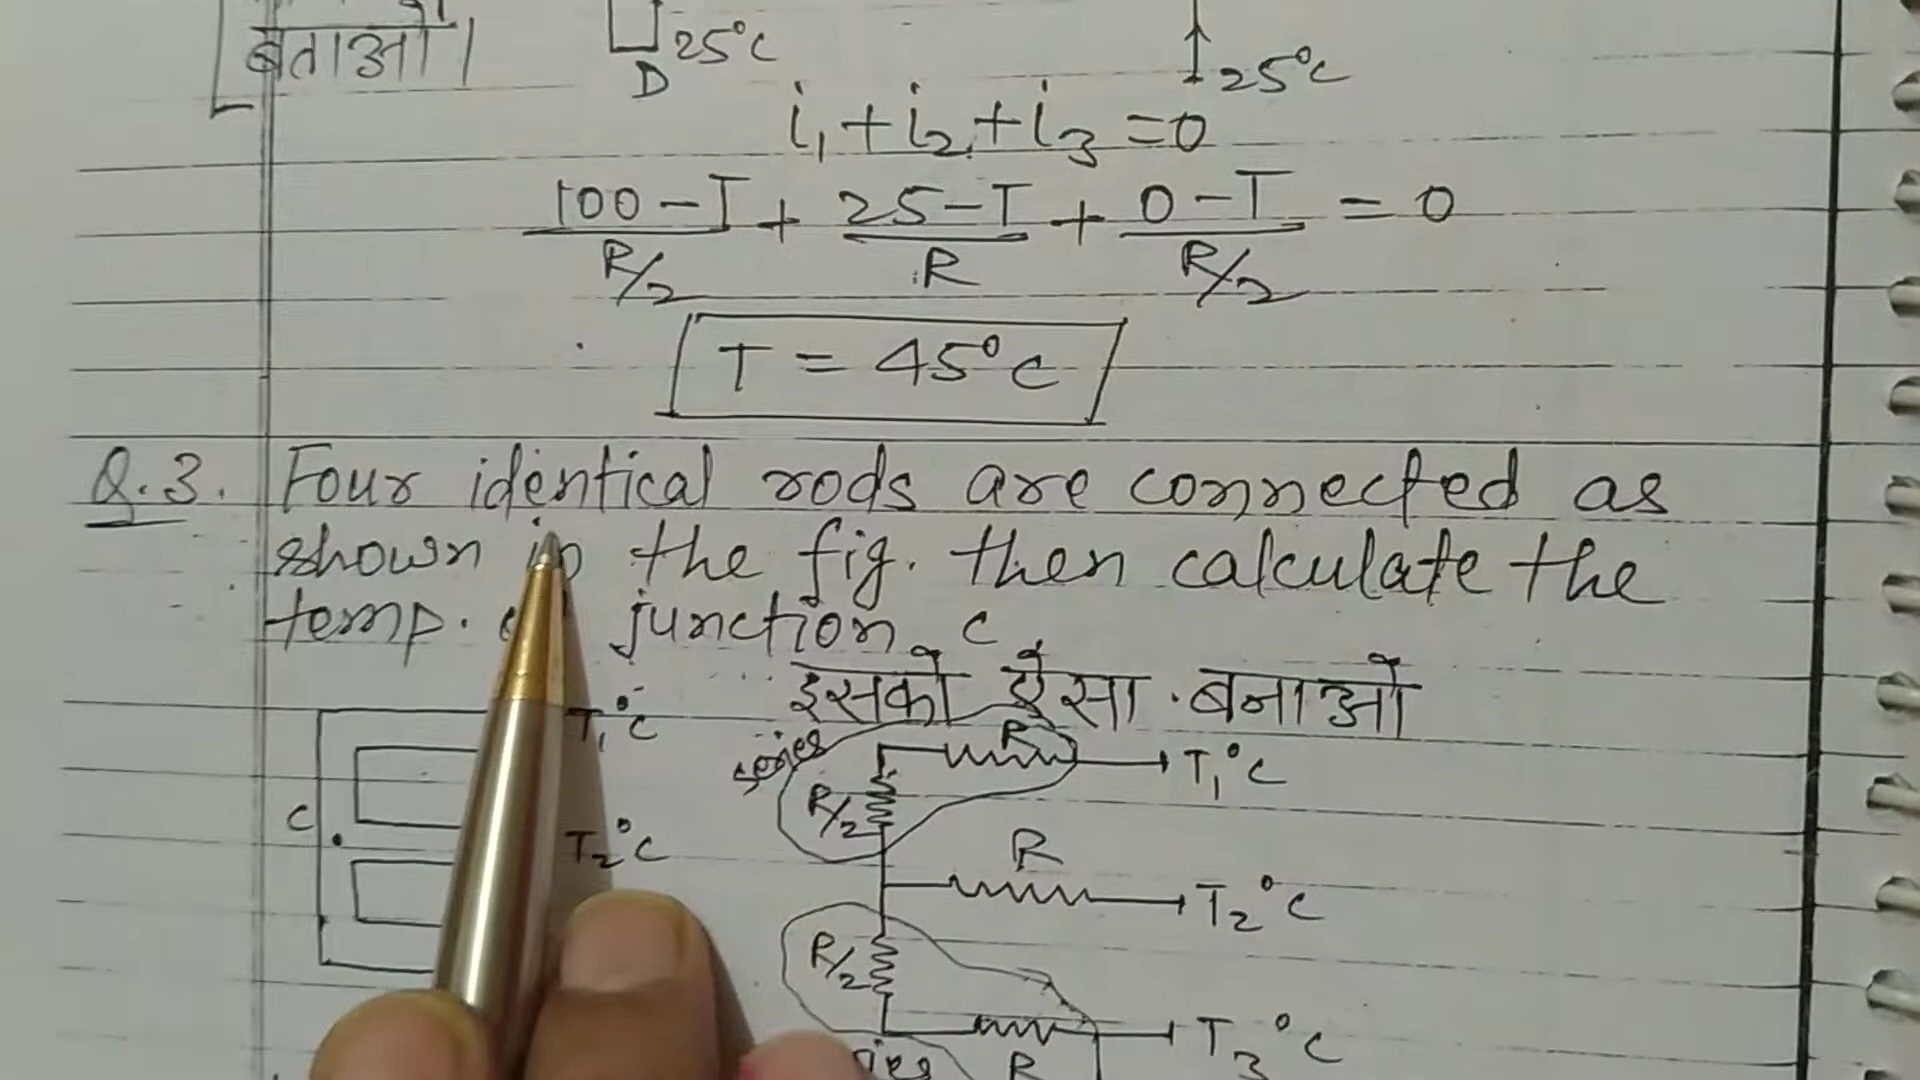 बताओ।
25°C
D
25°C
i₁+i₂+i₃=0
100-T/R/2 + 25-T/R + 0-T/R/2 = 0
T = 45°C
Q.3. Four identical rods are connected as
shown in the fig. then calculate the
temp. junction C
इसको ऐसा बनाओ
T₁°C
C
T₂°C
series
R
R/2
T₁°C
R
T₂°C
R/2
T₃°C
R